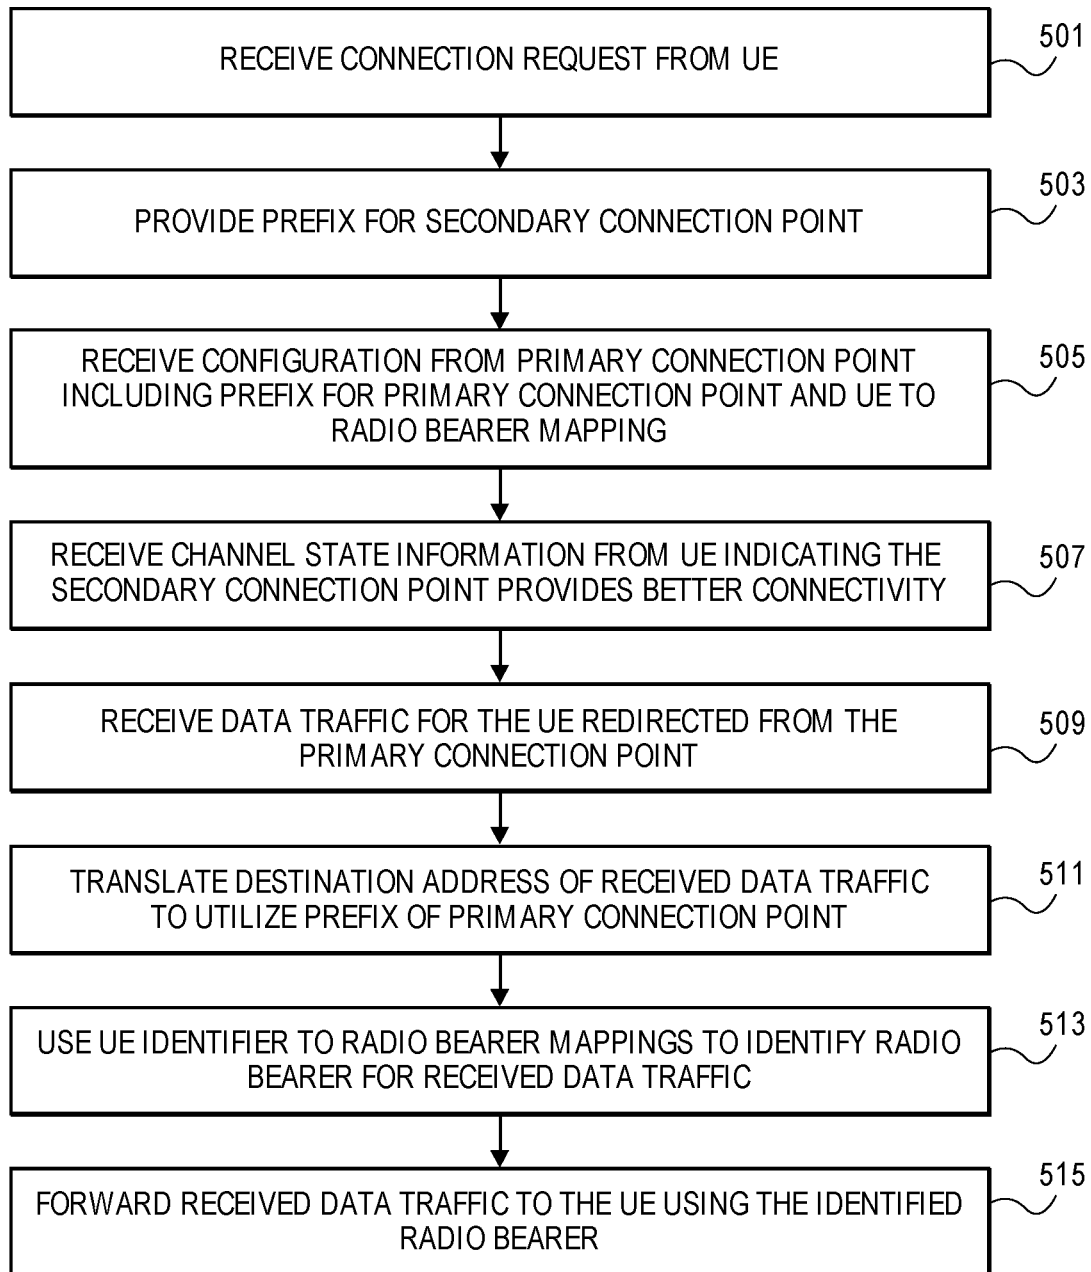 RECEIVE CONNECTION REQUEST FROM UE
501
PROVIDE PREFIX FOR SECONDARY CONNECTION POINT
503
RECEIVE CONFIGURATION FROM PRIMARY CONNECTION POINT
INCLUDING PREFIX FOR PRIMARY CONNECTION POINT AND UE TO
RADIO BEARER MAPPING
505
RECEIVE CHANNEL STATE INFORMATION FROM UE INDICATING THE
SECONDARY CONNECTION POINT PROVIDES BETTER CONNECTIVITY
507
RECEIVE DATA TRAFFIC FOR THE UE REDIRECTED FROM THE
PRIMARY CONNECTION POINT
509
TRANSLATE DESTINATION ADDRESS OF RECEIVED DATA TRAFFIC
TO UTILIZE PREFIX OF PRIMARY CONNECTION POINT
511
USE UE IDENTIFIER TO RADIO BEARER MAPPINGS TO IDENTIFY RADIO
BEARER FOR RECEIVED DATA TRAFFIC
513
FORWARD RECEIVED DATA TRAFFIC TO THE UE USING THE IDENTIFIED
RADIO BEARER
515